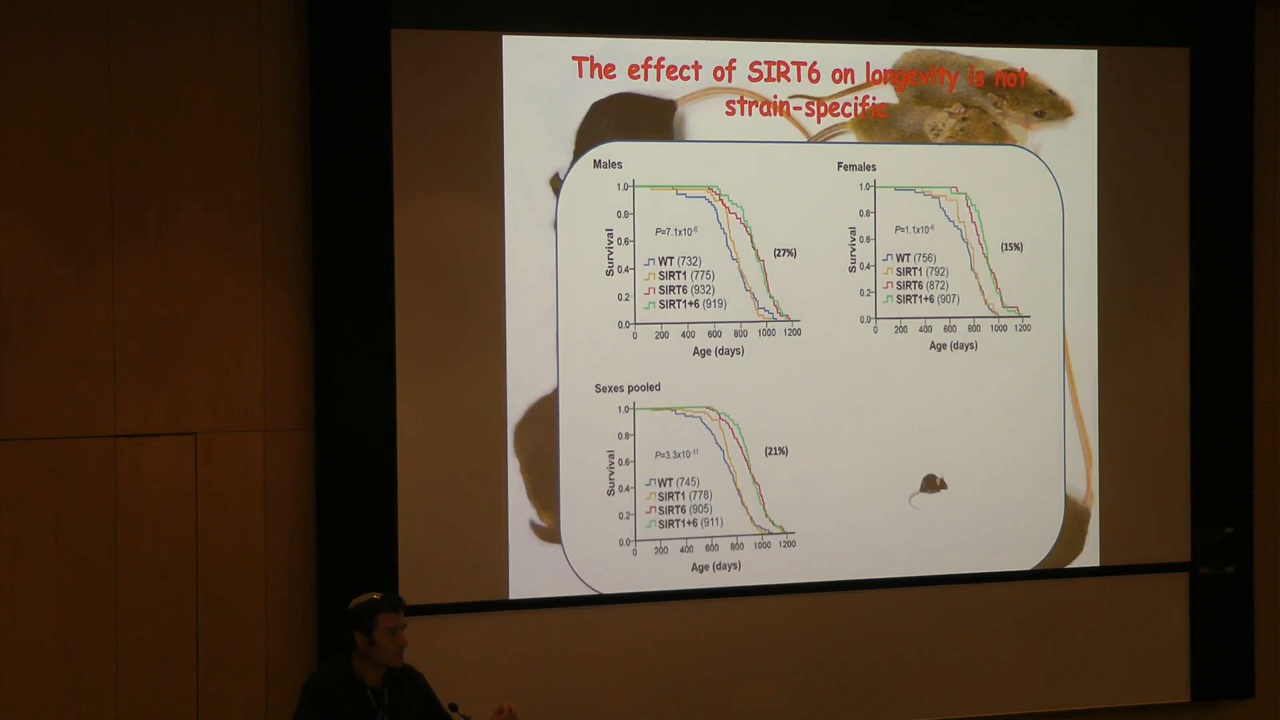 The effect of SIRT6 on longevity is not
strain-specific
Males
1.0
0.8
0.6
0.4
0.2
0.0
Survival
P=7.1x10⁻⁶
WT (732)
SIRT1 (775)
SIRT6 (932)
SIRT1+6 (919)
(27%)
0 200 400 600 800 1000 1200
Age (days)
Females
1.0
0.8
0.6
0.4
0.2
0.0
Survival
P=1.1x10⁻⁶
WT (756)
SIRT1 (792)
SIRT6 (872)
SIRT1+6 (907)
(15%)
0 200 400 600 800 1000 1200
Age (days)
Sexes pooled
1.0
0.8
0.6
0.4
0.2
0.0
Survival
P=3.3x10⁻¹¹
WT (745)
SIRT1 (778)
SIRT6 (905)
SIRT1+6 (911)
(21%)
0 200 400 600 800 1000 1200
Age (days)